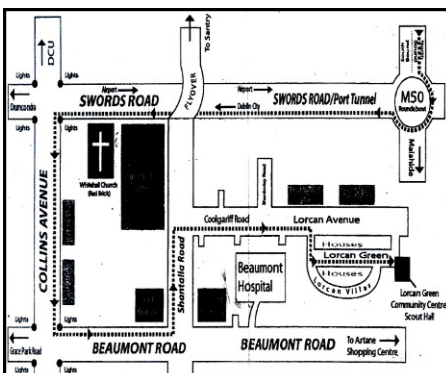 To Santry
DCU
Lights
Lights
Airport
Airport
Drumcondra
SWORDS ROAD
FLYOVER
Dublin City
SWORDS ROAD/Port Tunnel
M50
Roundabout
Malahide
Lights
Lights
Whitehall Church
(Red Brick)
COLLINS AVENUE
Shantalla Road
Coolgariff Road
Lorcan Avenue
Houses
Lorcan Green
Houses
Lorcan Villas
Beaumont
Hospital
Lorcan Green
Community Centre
Scout Hall
Lights
Lights
Grace Park Road
BEAUMONT ROAD
BEAUMONT ROAD
To Artane
Shopping Centre
Lights
Lights